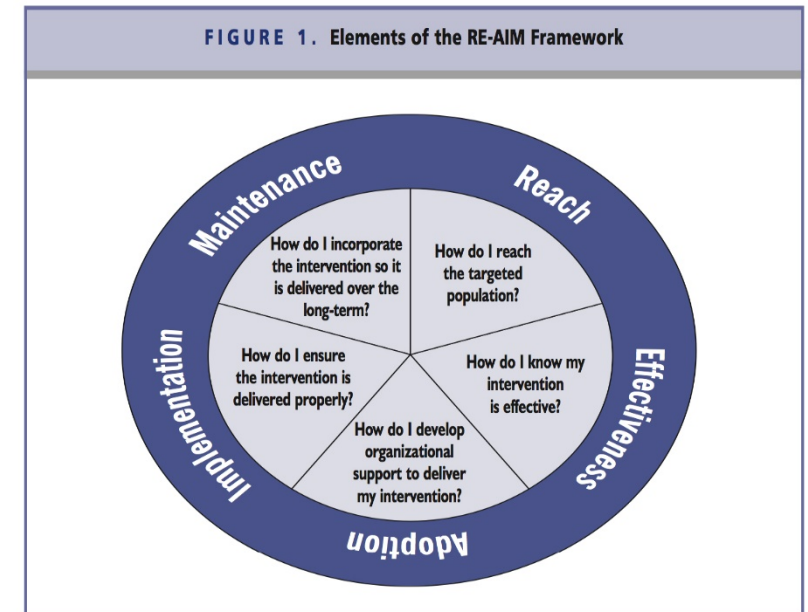 FIGURE 1. Elements of the RE-AIM Framework
Maintenance
Reach
How do I incorporate
the intervention so it
is delivered over the
long-term?
How do I reach
the targeted
population?
Implementation
How do I ensure
the intervention is
delivered properly?
How do I know my
intervention
is effective?
Effectiveness
How do I develop
organizational
support to deliver
my intervention?
Adoption